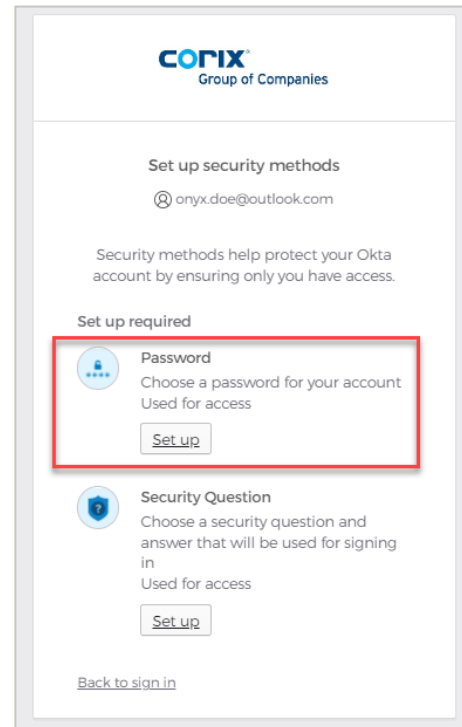 corix
Group of Companies
Set up security methods
onyx.doe@outlook.com
Security methods help protect your Okta
account by ensuring only you have access.
Set up required
Password
Choose a password for your account
Used for access
Set up
Security Question
Choose a security question and
answer that will be used for signing
in
Used for access
Set up
Back to sign in